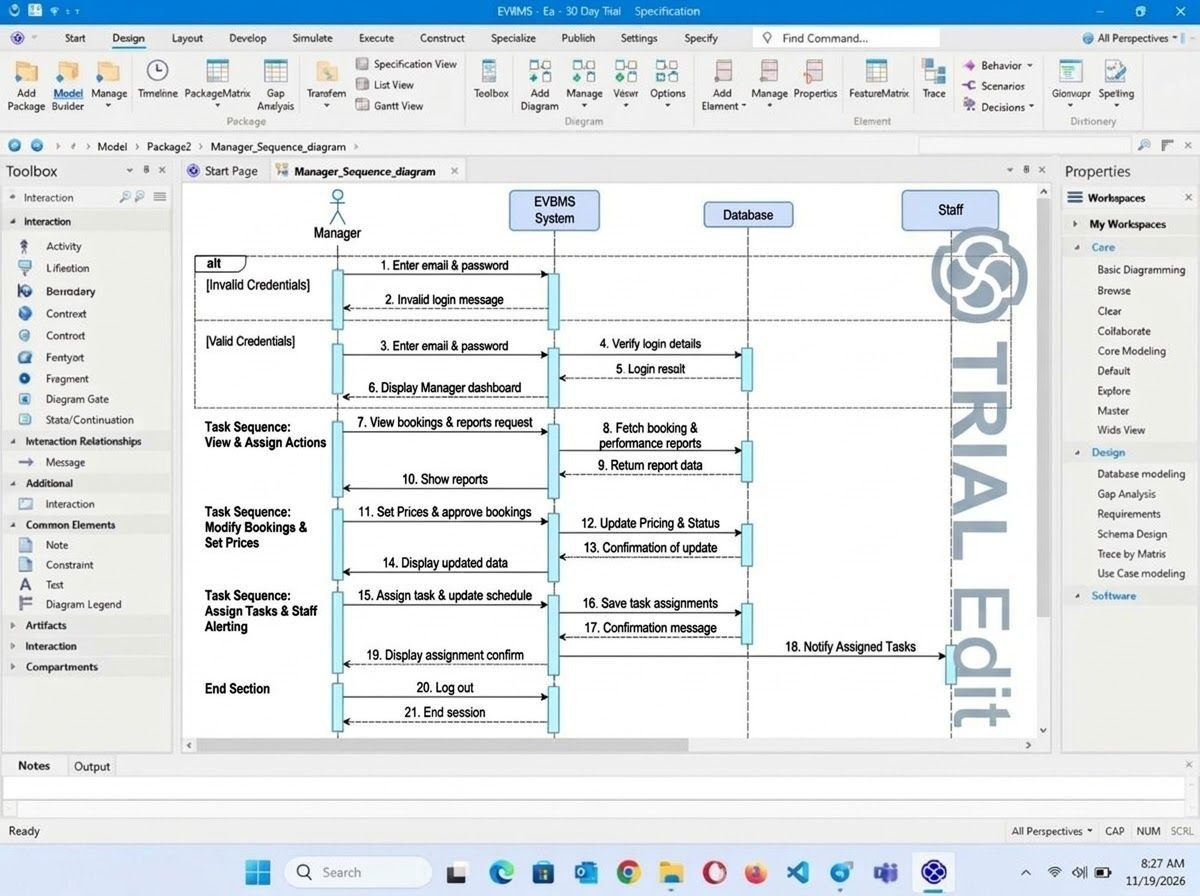 EVBMS - Ea - 30 Day Trial Specification
Start Design Layout Develop Simulate Execute Construct Specialize Publish Settings Specify Find Command... All Perspectives
Specification View
List View
Gantt View
Add Package
Model Builder
Manage
Timelnne
PackageMatrix
Gap Analysis
Transfem
Package
Toolbox
Add Diagram
Manage
Veswr
Options
Diegram
Add Element
Manage
Propertics
FeatureMatrix
Element
Trace
Behavior
Scenarios
Decisions
Glonwupr
Spetling
Dirtionery
Model > Package2 > Manager_Sequence_diagram
Toolbox
Interaction
Interaction
Activity
Lifiestion
Berradary
Contrext
Controt
Fentyot
Fregment
Diagram Gate
Stata/Continuation
Interaction Relationships
Message
Additional
Interaction
Common Elements
Note
Constraint
Test
Diagram Legend
Artifacts
Interaction
Compartments
Start Page
Manager_Sequence_diagram
Manager
EVBMS
System
Database
Staff
alt
[Invalid Credentials]
1. Enter email & password
2. Invalid login message
[Valid Credentials]
3. Enter email & password
4. Verify login details
5. Login result
6. Display Manager dashboard
Task Sequence:
View & Assign Actions
7. View bookings & reports request
8. Fetch booking &
performance reports
9. Return report data
10. Show reports
Task Sequence:
Modify Bookings &
Set Prices
11. Set Prices & approve bookings
12. Update Pricing & Status
13. Confirmation of update
14. Display updated data
Task Sequence:
Assign Tasks & Staff
Alerting
15. Assign task & update schedule
16. Save task assignments
17. Confirmation message
18. Notify Assigned Tasks
19. Display assignment confirm
End Section
20. Log out
21. End session
TRIAL Edit
Properties
Workspaces
My Workspaces
Core
Basic Diagramming
Browse
Clear
Collaborate
Core Modeling
Default
Explore
Master
Wids View
Design
Database modeling
Gap Analysis
Requirements
Schema Design
Trece by Matris
Use Case modeling
Software
Notes
Output
Ready
All Perspectives CAP NUM SCRL
Search
8:27 AM
11/19/2026